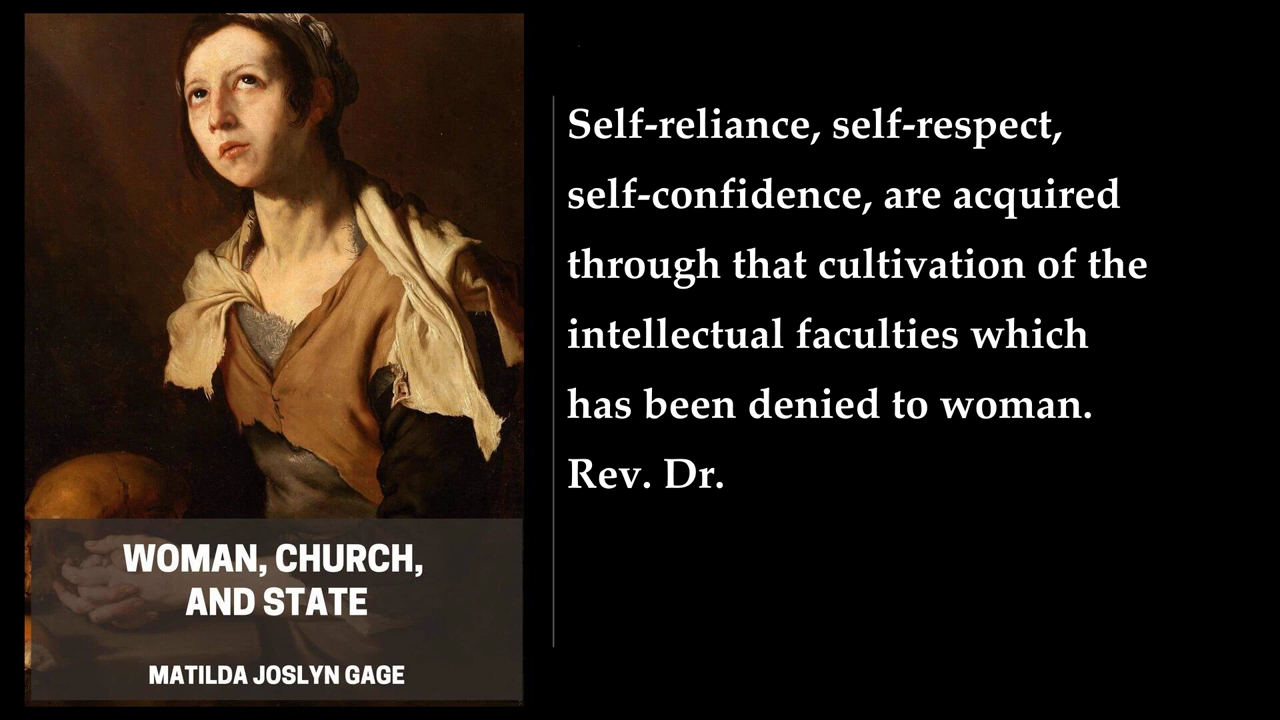 WOMAN, CHURCH,
AND STATE
MATILDA JOSLYN GAGE
Self-reliance, self-respect,
self-confidence, are acquired
through that cultivation of the
intellectual faculties which
has been denied to woman.
Rev. Dr.